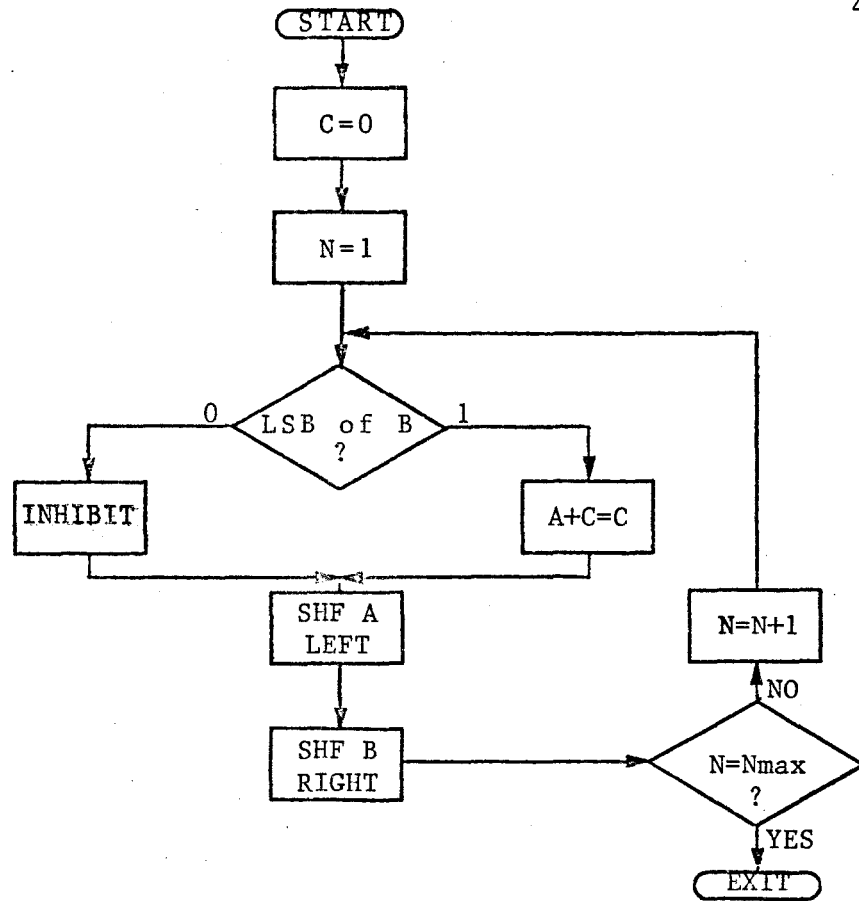 START
C=0
N=1
0
LSB of B
?
1
INHIBIT
A+C=C
SHF A
LEFT
N=N+1
NO
SHF B
RIGHT
N=Nmax
?
YES
EXIT